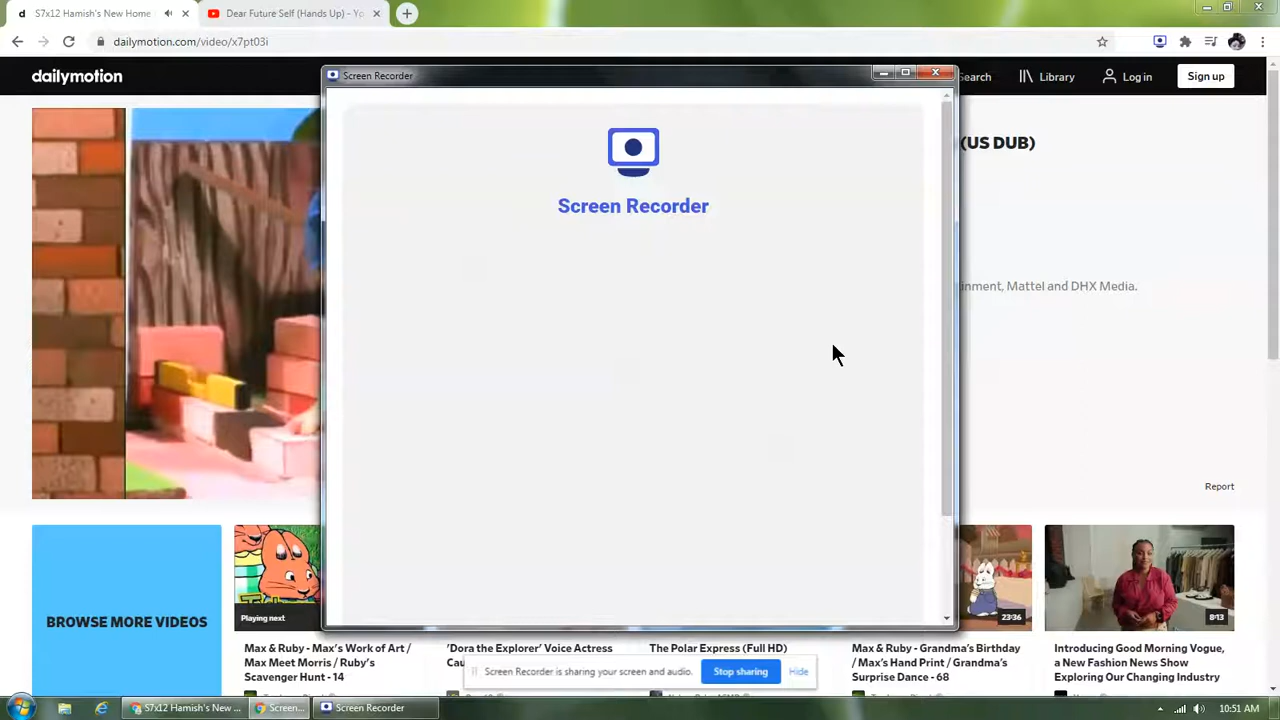 S7x12 Hamish's New Home
Dear Future Self (Hands Up) - Yo
dailymotion.com/video/x7pt03i
dailymotion
Screen Recorder
Search
Library
Log in
Sign up
(US DUB)
Screen Recorder
inment, Mattel and DHX Media.
Report
BROWSE MORE VIDEOS
Playing next
23:36
8:13
Max & Ruby - Max's Work of Art /
Max Meet Morris / Ruby's
Scavenger Hunt - 14
'Dora the Explorer' Voice Actress
Cau
The Polar Express (Full HD)
Max & Ruby - Grandma's Birthday
/ Max's Hand Print / Grandma's
Surprise Dance - 68
Introducing Good Morning Vogue,
a New Fashion News Show
Exploring Our Changing Industry
Screen Recorder is sharing your screen and audio.
Stop sharing
Hide
S7x12 Hamish's New ...
Screen...
Screen Recorder
10:51 AM